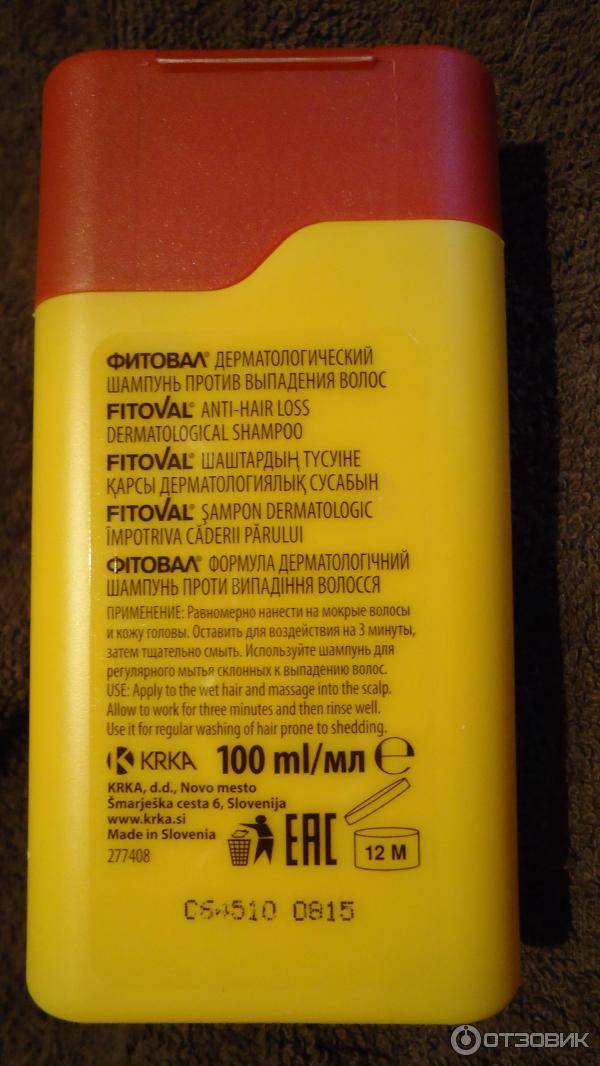 ФИТОВАЛ® ДЕРМАТОЛОГИЧЕСКИЙ
ШАМПУНЬ ПРОТИВ ВЫПАДЕНИЯ ВОЛОС
FITOVAL® ANTI-HAIR LOSS
DERMATOLOGICAL SHAMPOO
FITOVAL® ШАШТАРДЫҢ ТҮСУІНЕ
ҚАРСЫ ДЕРМАТОЛОГИЯЛЫҚ СУСАБЫН
FITOVAL® ŞAMPON DERMATOLOGIC
ÎMPOTRIVA CĂDERII PĂRULUI
ФІТОВАЛ® ФОРМУЛА ДЕРМАТОЛОГІЧНИЙ
ШАМПУНЬ ПРОТИ ВИПАДІННЯ ВОЛОССЯ
ПРИМЕНЕНИЕ: Равномерно нанести на мокрые волосы
и кожу головы. Оставить для воздействия на 3 минуты,
затем тщательно смыть. Используйте шампунь для
регулярного мытья склонных к выпадению волос.
USE: Apply to the wet hair and massage into the scalp.
Allow to work for three minutes and then rinse well.
Use it for regular washing of hair prone to shedding.
KRKA 100 ml/мл ℮
KRKA, d.d., Novo mesto
Šmarješka cesta 6, Slovenija
www.krka.si
Made in Slovenia
277408
EAC
12 M
C6A510 0815
ОТЗОВИК